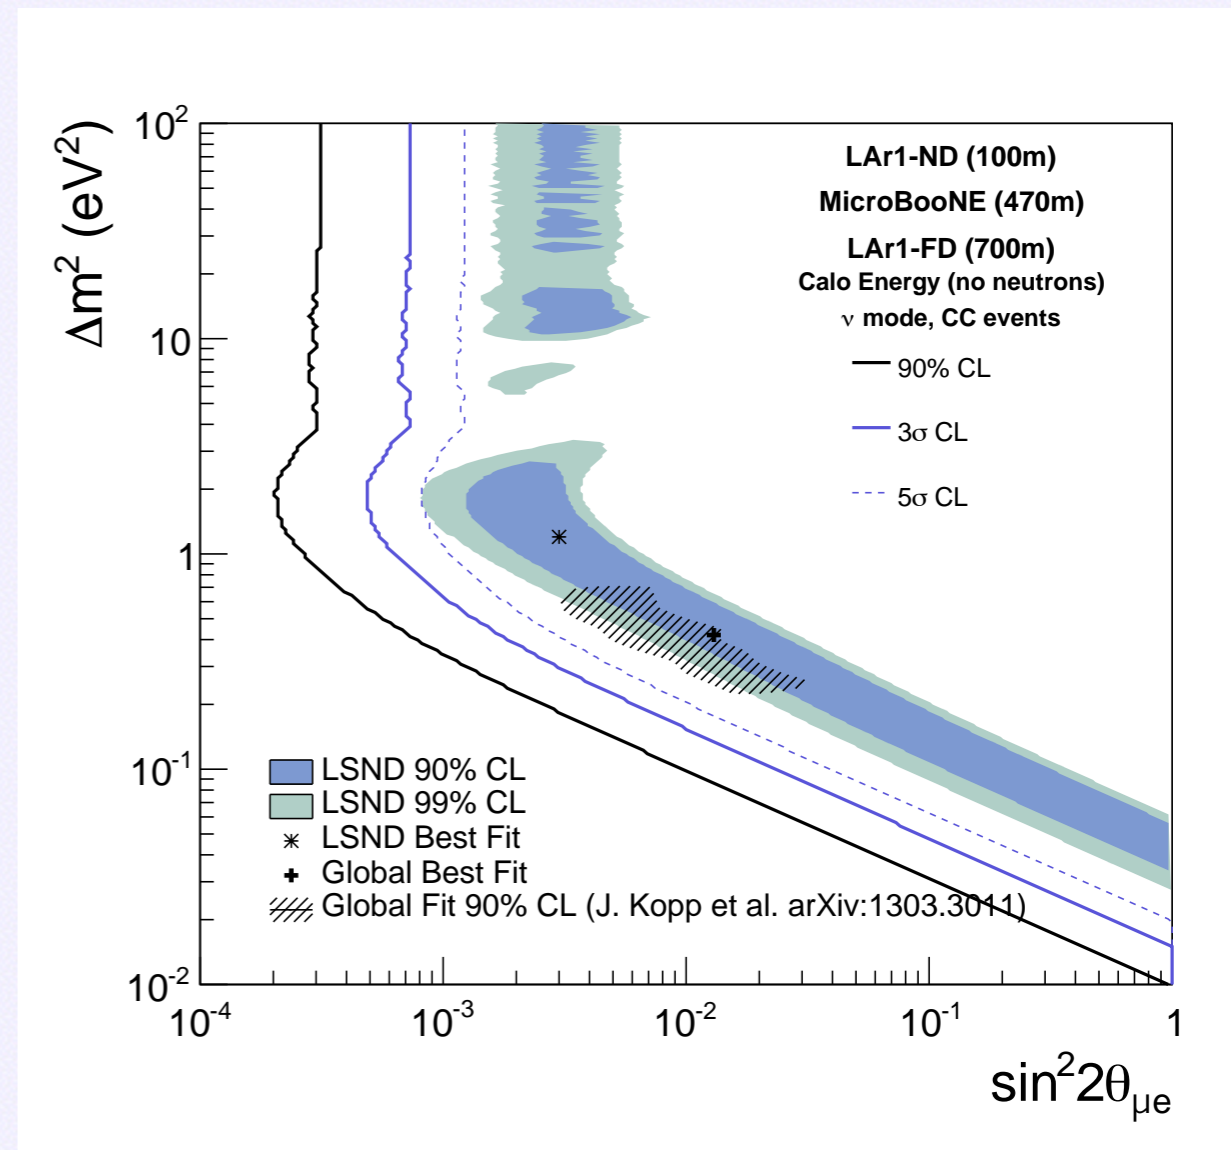 Δm² (eV²)
10²
10
1
10⁻¹
10⁻²
LAr1-ND (100m)
MicroBooNE (470m)
LAr1-FD (700m)
Calo Energy (no neutrons)
ν mode, CC events
90% CL
3σ CL
5σ CL
LSND 90% CL
LSND 99% CL
LSND Best Fit
Global Best Fit
Global Fit 90% CL (J. Kopp et al. arXiv:1303.3011)
10⁻⁴ 10⁻³ 10⁻² 10⁻¹ 1
sin²2θμe